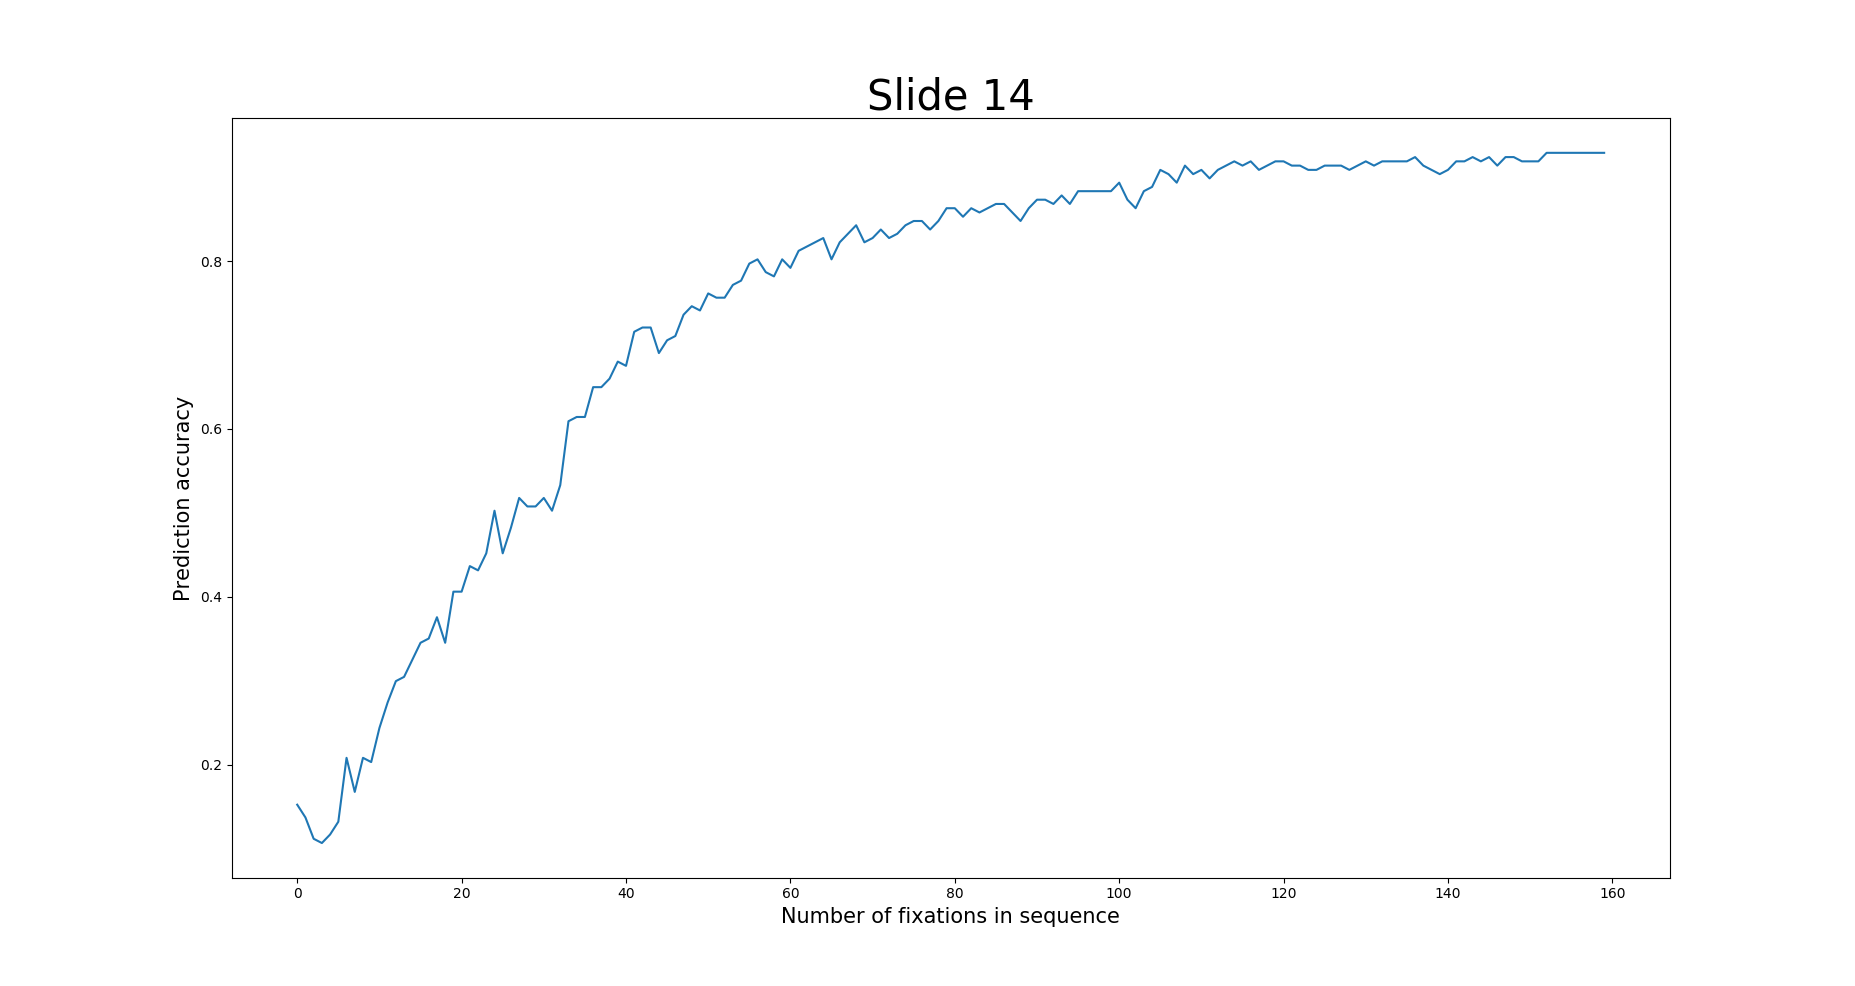 Slide 14
Prediction accuracy
0.8
0.6
0.4
0.2
0 20 40 60 80 100 120 140 160
Number of fixations in sequence